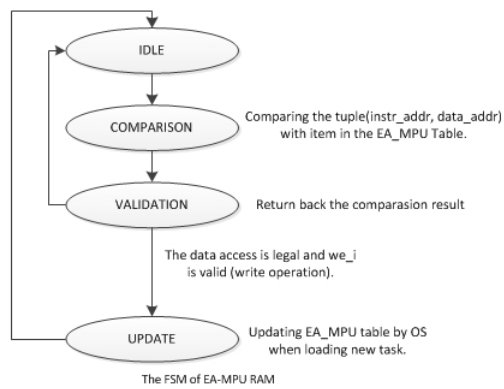 IDLE
COMPARISON
Comparing the tuple(instr_addr, data_addr)
with item in the EA_MPU Table.
VALIDATION
Return back the comparasion result
The data access is legal and we_i
is valid (write operation).
UPDATE
Updating EA_MPU table by OS
when loading new task.
The FSM of EA-MPU RAM